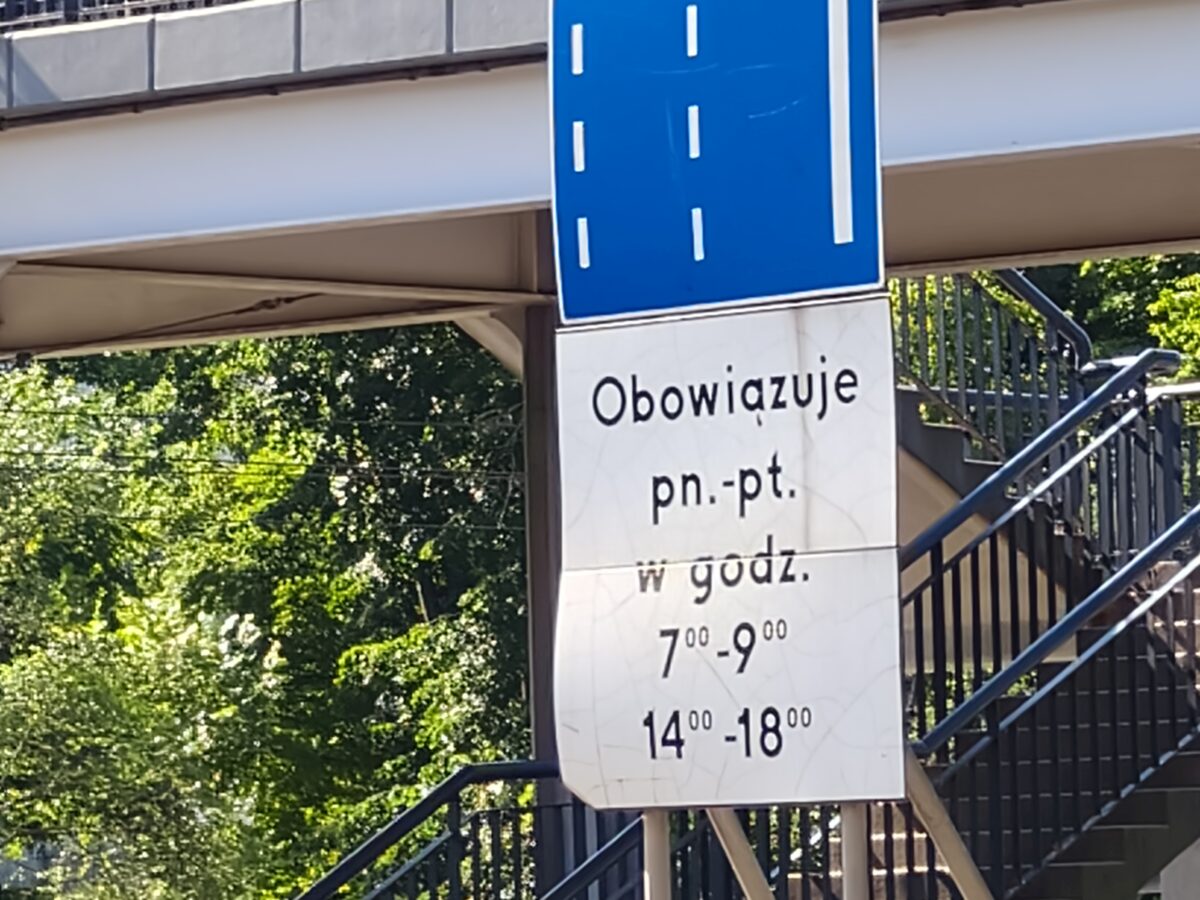 Obowiązuje
pn.-pt.
w godz.
7⁰⁰-9⁰⁰
14⁰⁰-18⁰⁰